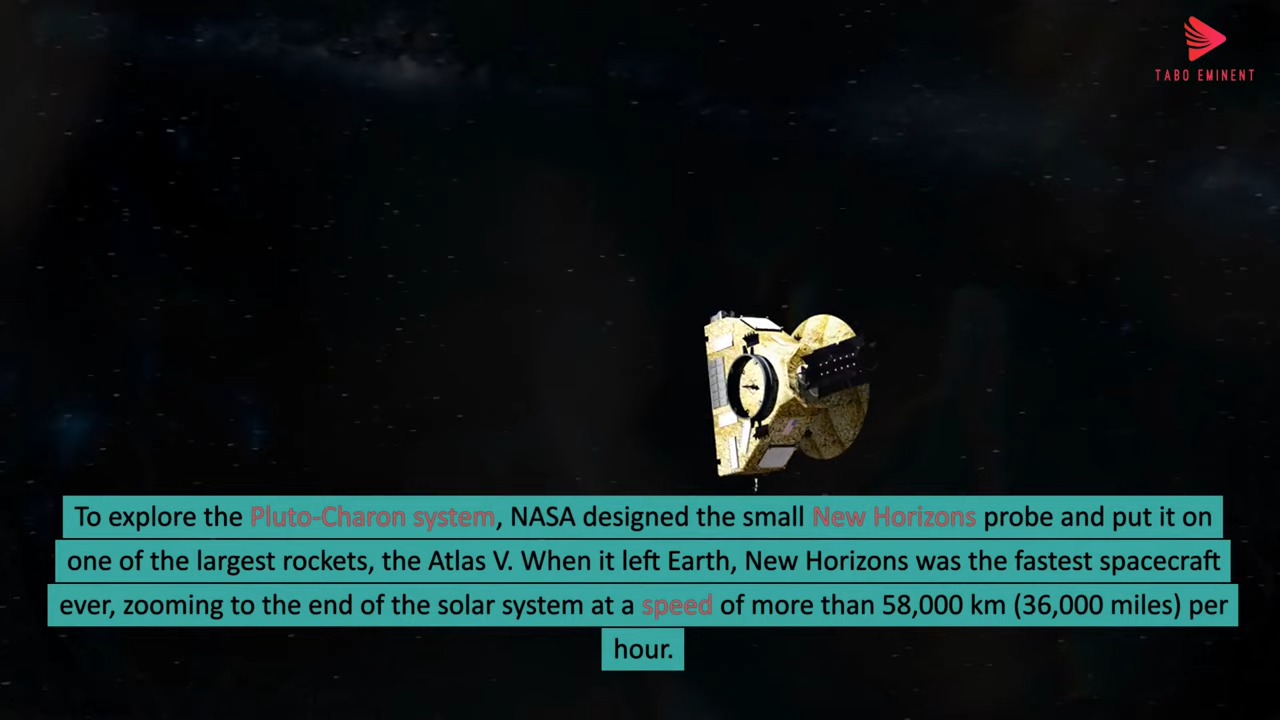 TABO EMINENT
To explore the Pluto-Charon system, NASA designed the small New Horizons probe and put it on
one of the largest rockets, the Atlas V. When it left Earth, New Horizons was the fastest spacecraft
ever, zooming to the end of the solar system at a speed of more than 58,000 km (36,000 miles) per
hour.